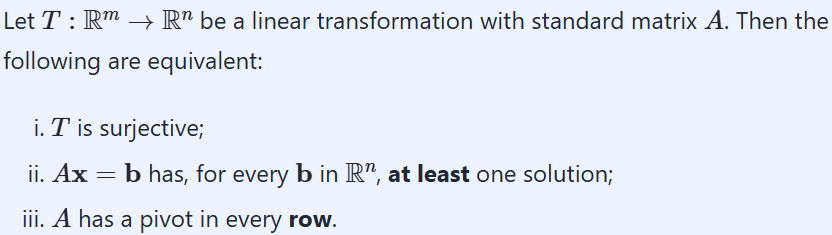 Let T : ℝᵐ → ℝⁿ be a linear transformation with standard matrix A. Then the
following are equivalent:
i. T is surjective;
ii. Ax = b has, for every b in ℝⁿ, at least one solution;
iii. A has a pivot in every row.